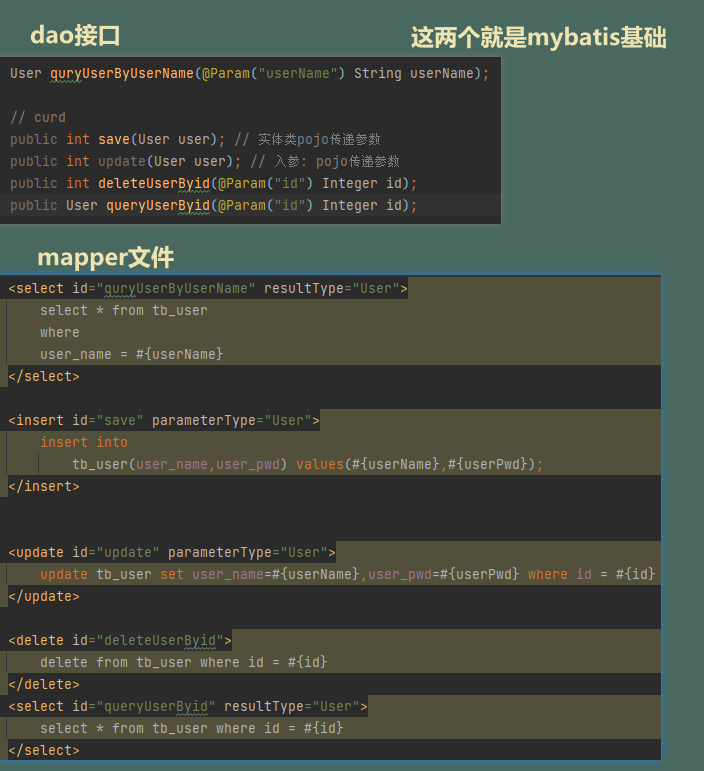 dao接口
这两个就是mybatis基础
User quryUserByUserName(@Param("userName") String userName);
// curd
public int save(User user); // 实体类pojo传递参数
public int update(User user); // 入参: pojo传递参数
public int deleteUserByid(@Param("id") Integer id);
public User queryUserByid(@Param("id") Integer id);
mapper文件
<select id="quryUserByUserName" resultType="User">
select * from tb_user
where
user_name = #{userName}
</select>
<insert id="save" parameterType="User">
insert into
tb_user(user_name,user_pwd) values(#{userName},#{userPwd});
</insert>
<update id="update" parameterType="User">
update tb_user set user_name=#{userName},user_pwd=#{userPwd} where id = #{id}
</update>
<delete id="deleteUserByid">
delete from tb_user where id = #{id}
</delete>
<select id="queryUserByid" resultType="User">
select * from tb_user where id = #{id}
</select>